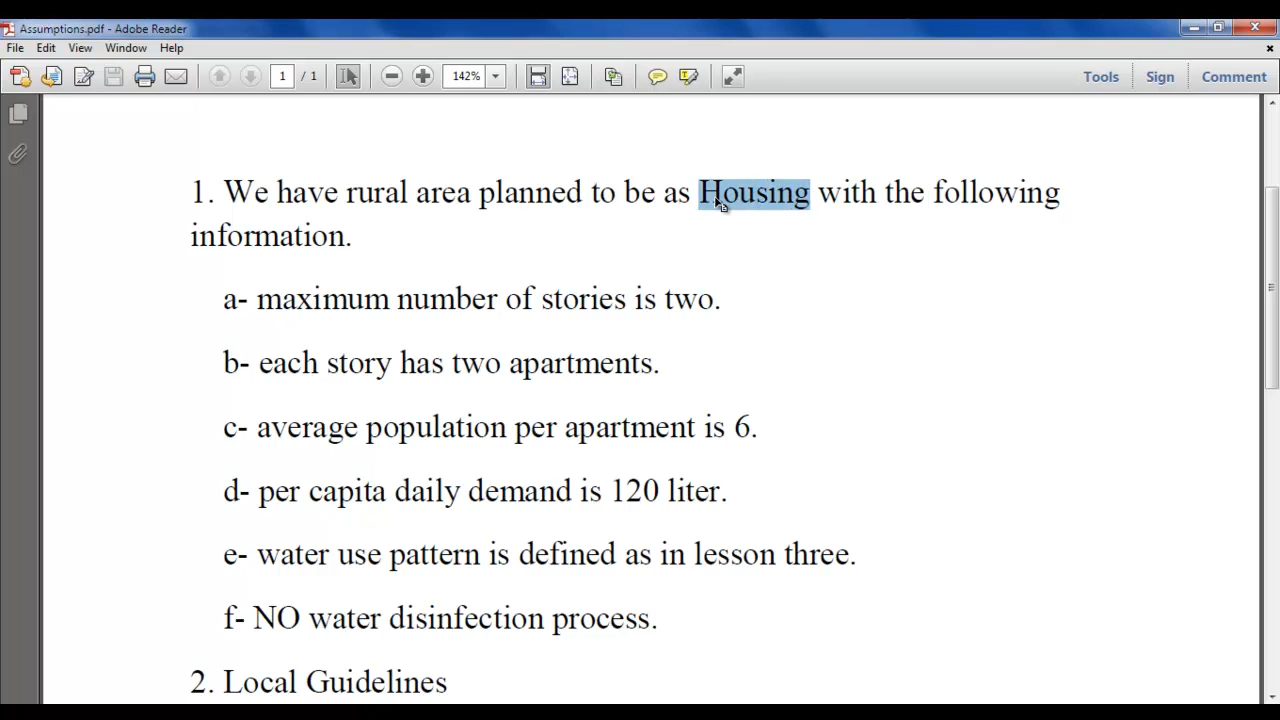 Assumptions.pdf - Adobe Reader
File Edit View Window Help
1 / 1 142% Tools Sign Comment
1. We have rural area planned to be as Housing with the following
information.
a- maximum number of stories is two.
b- each story has two apartments.
c- average population per apartment is 6.
d- per capita daily demand is 120 liter.
e- water use pattern is defined as in lesson three.
f- NO water disinfection process.
2. Local Guidelines